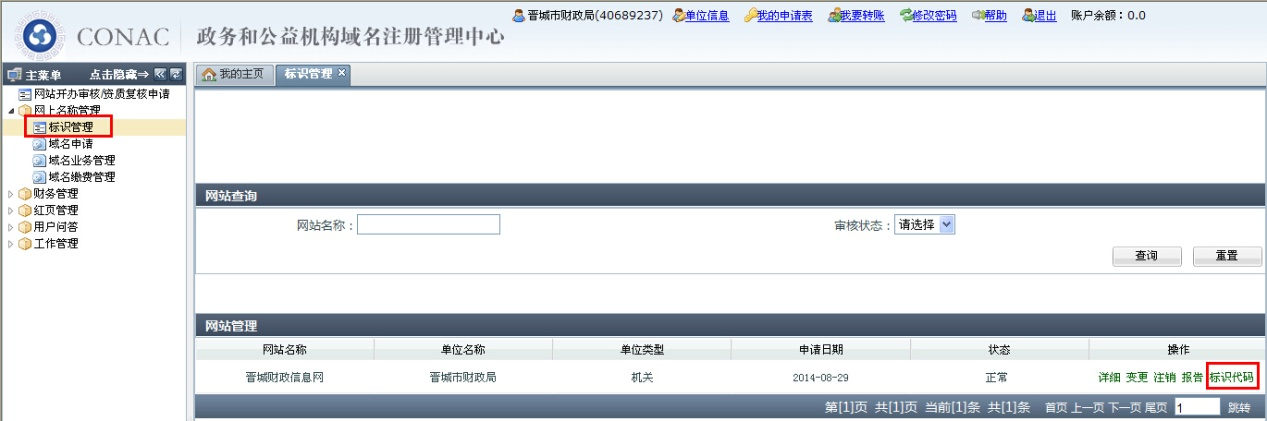 晋城市财政局(40689237) 单位信息 我的申请表 我要转账 修改密码 帮助 退出 账户余额：0.0
CONAC 政务和公益机构域名注册管理中心
主菜单 点击隐藏⇒
我的主页 标识管理 ×
网站开办审核/资质复核申请
网上名称管理
标识管理
域名申请
域名业务管理
域名缴费管理
财务管理
红页管理
用户问答
工作管理
网站查询
网站名称： 审核状态： 请选择
查询 重置
网站管理
网站名称 单位名称 单位类型 申请日期 状态 操作
晋城财政信息网 晋城市财政局 机关 2014-08-29 正常 详细 变更 注销 报告 标识代码
第[1]页 共[1]页 当前[1]条 共[1]条 首页 上一页 下一页 尾页 1 跳转